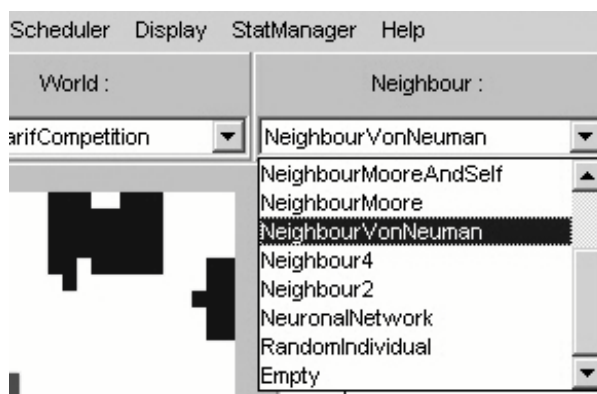 Scheduler Display StatManager Help
World : Neighbour :
arifCompetition NeighbourVonNeuman
NeighbourMooreAndSelf
NeighbourMoore
NeighbourVonNeuman
Neighbour4
Neighbour2
NeuronalNetwork
RandomIndividual
Empty